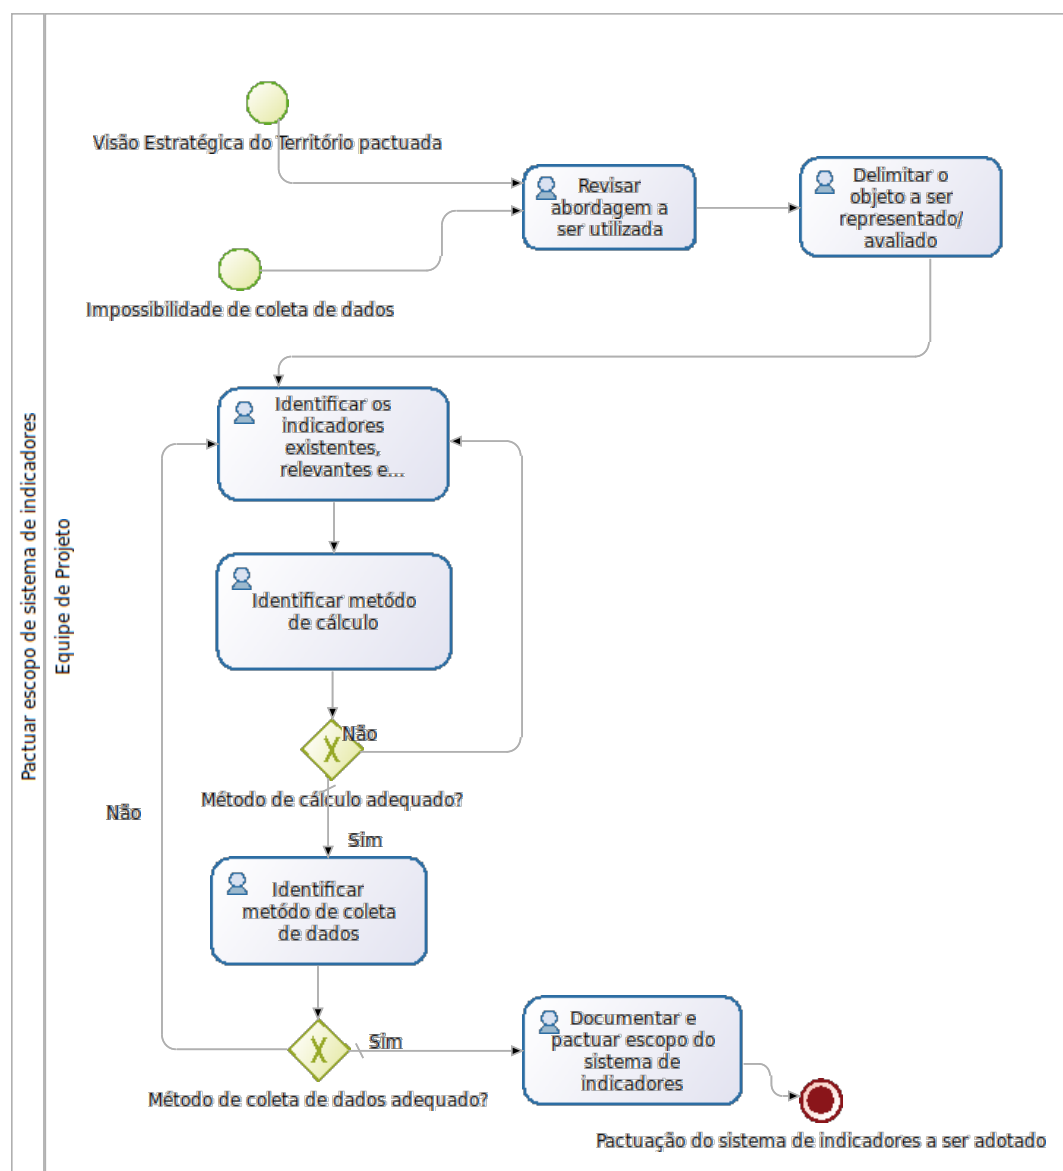 Pactuar escopo de sistema de indicadores
Equipe de Projeto
Visão Estratégica do Território pactuada
Impossibilidade de coleta de dados
Revisar
abordagem a
ser utilizada
Delimitar o
objeto a ser
representado/
avaliado
Identificar os
indicadores
existentes,
relevantes e...
Identificar metódo
de cálculo
Não
Método de cálculo adequado?
Não
Sim
Identificar
metódo de coleta
de dados
Sim
Método de coleta de dados adequado?
Documentar e
pactuar escopo do
sistema de
indicadores
Pactuação do sistema de indicadores a ser adotado